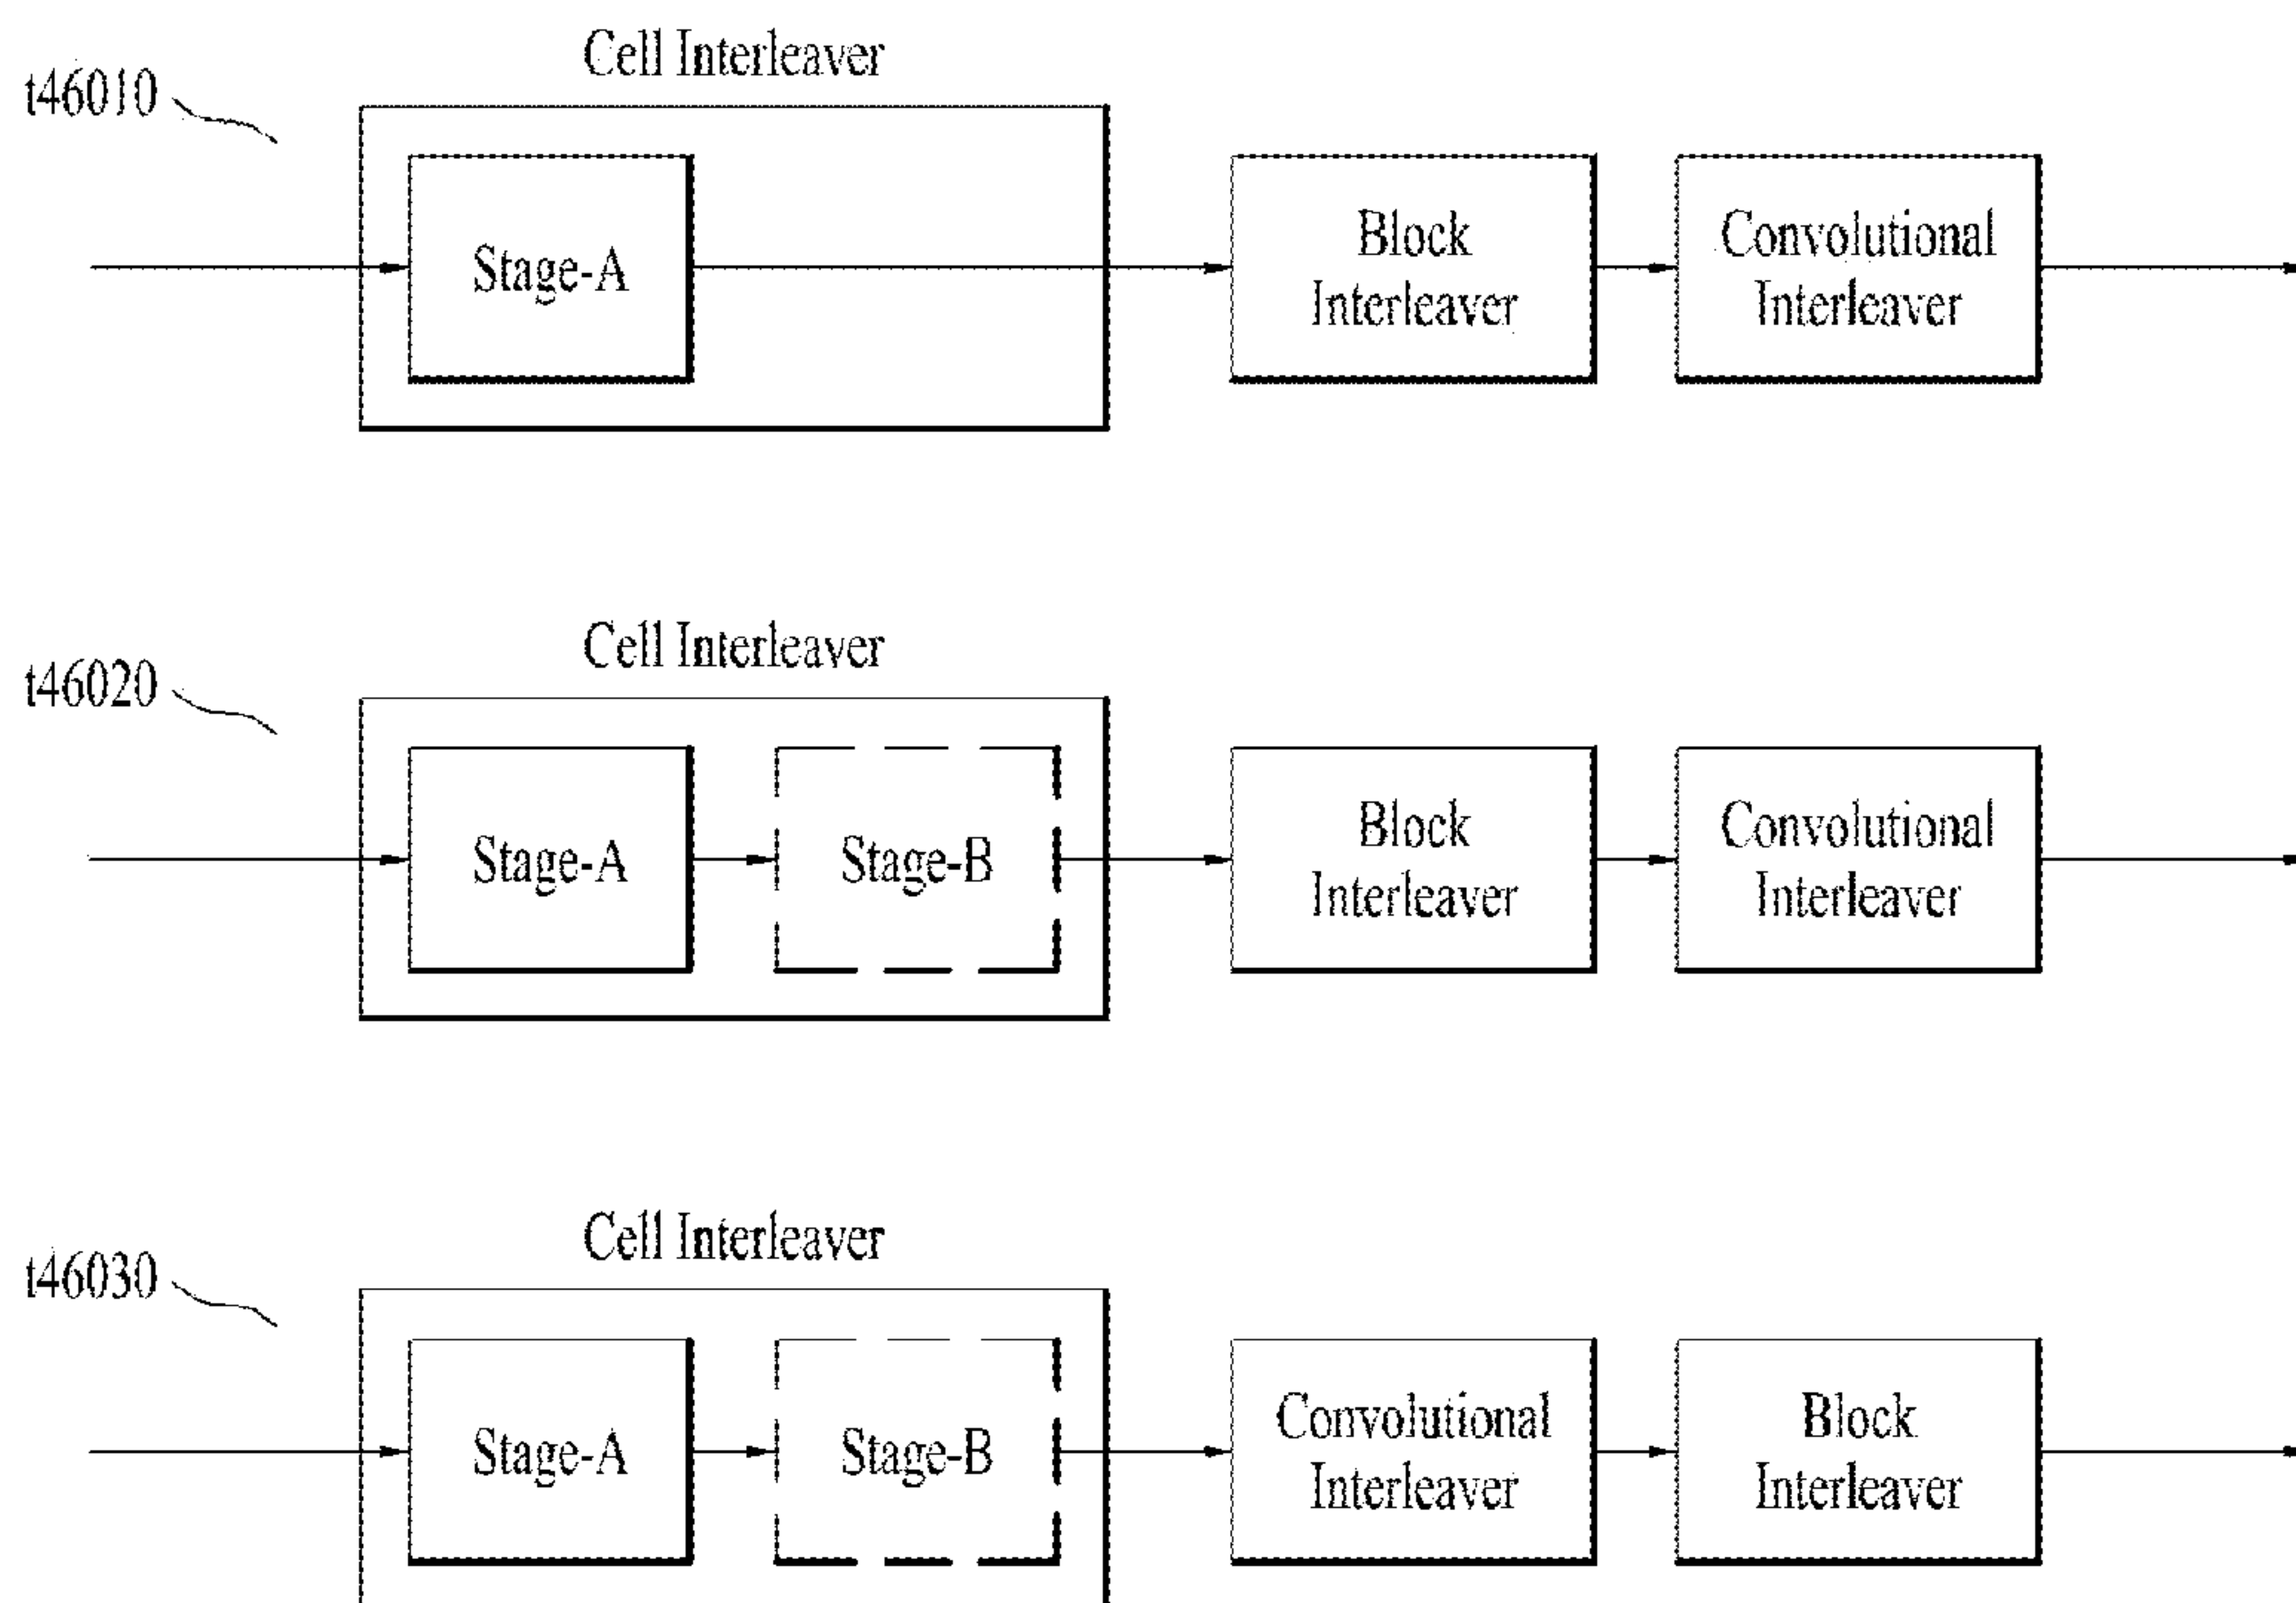 Cell Interleaver
t46010
Stage-A
Block
Interleaver
Convolutional
Interleaver
Cell Interleaver
t46020
Stage-A
Stage-B
Block
Interleaver
Convolutional
Interleaver
Cell Interleaver
t46030
Stage-A
Stage-B
Convolutional
Interleaver
Block
Interleaver